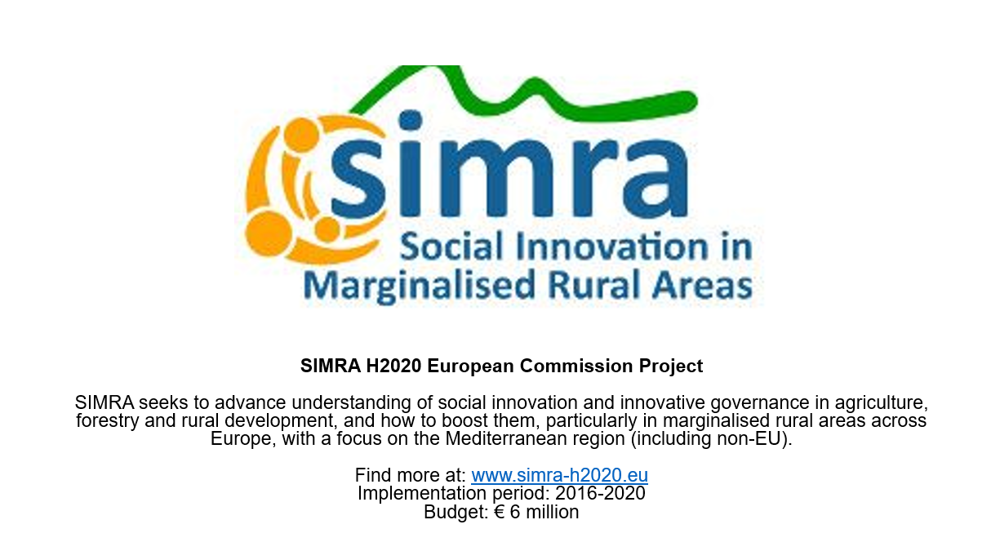 simra
Social Innovation in
Marginalised Rural Areas
SIMRA H2020 European Commission Project
SIMRA seeks to advance understanding of social innovation and innovative governance in agriculture,
forestry and rural development, and how to boost them, particularly in marginalised rural areas across
Europe, with a focus on the Mediterranean region (including non-EU).
Find more at: www.simra-h2020.eu
Implementation period: 2016-2020
Budget: € 6 million